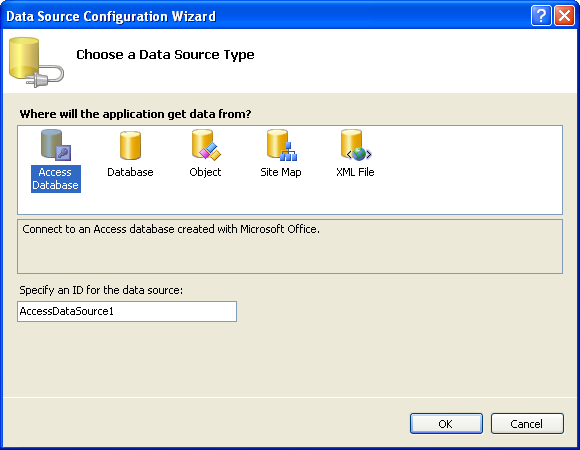 Data Source Configuration Wizard
Choose a Data Source Type
Where will the application get data from?
Access
Database
Database
Object
Site Map
XML File
Connect to an Access database created with Microsoft Office.
Specify an ID for the data source:
AccessDataSource1
OK
Cancel